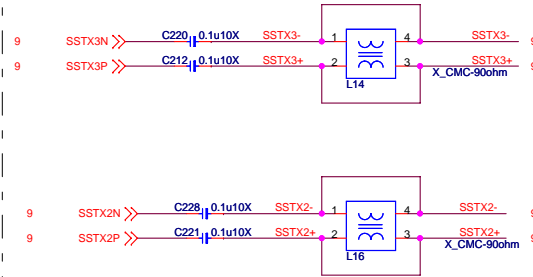 C220 0.1u10X
9 SSTX3N SSTX3- 1 4 SSTX3-
C212 0.1u10X
9 SSTX3P SSTX3+ 2 3 SSTX3+
L14 X_CMC-90ohm
C228 0.1u10X
9 SSTX2N SSTX2- 1 4 SSTX2-
C221 0.1u10X
9 SSTX2P SSTX2+ 2 3 SSTX2+
L16 X_CMC-90ohm